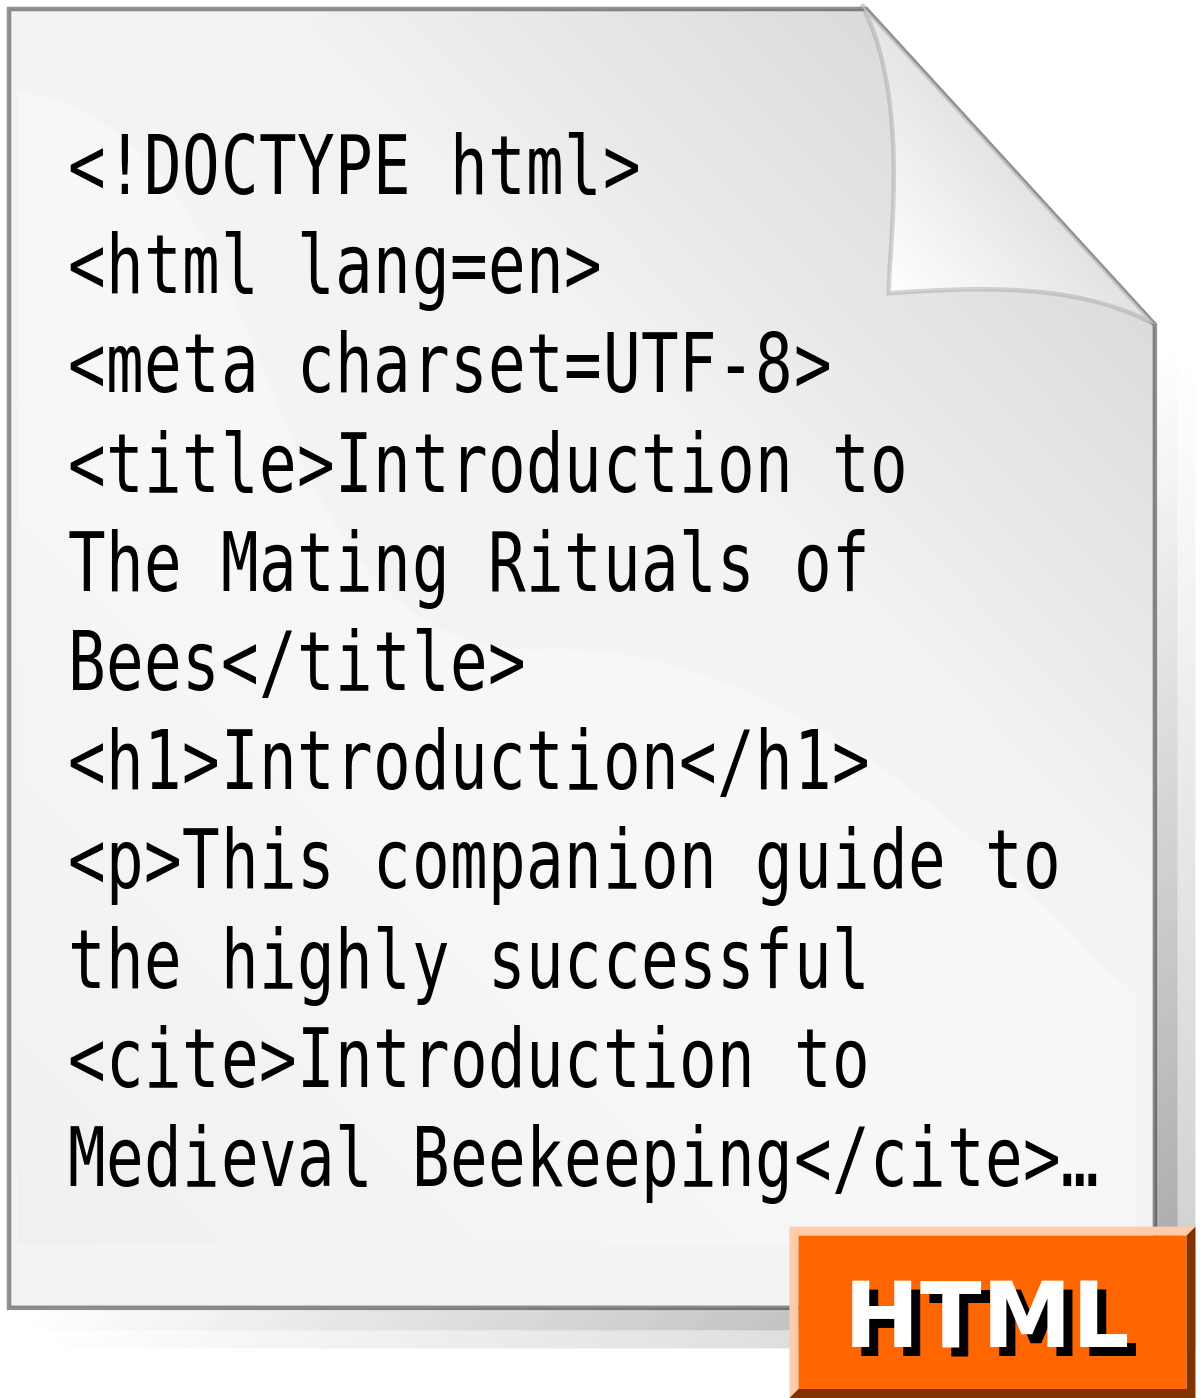 <!DOCTYPE html>
<html lang=en>
<meta charset=UTF-8>
<title>Introduction to
The Mating Rituals of
Bees</title>
<h1>Introduction</h1>
<p>This companion guide to
the highly successful
<cite>Introduction to
Medieval Beekeeping</cite>…
HTML